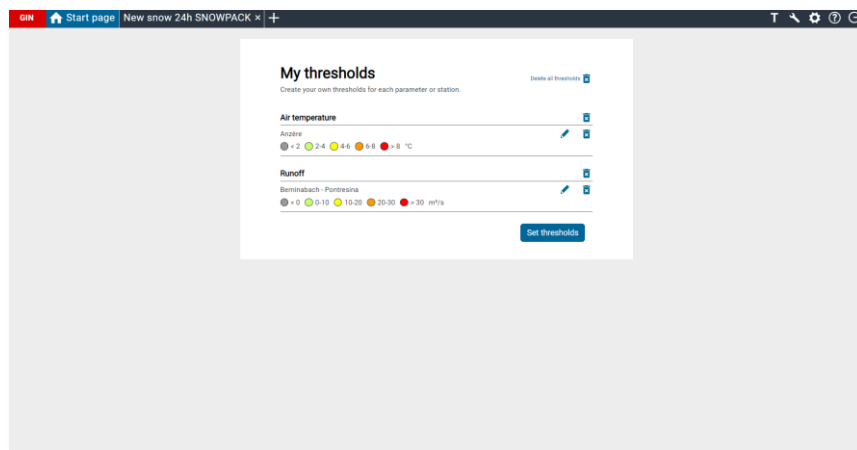 GIN Start page New snow 24h SNOWPACK × + T
My thresholds
Delete all thresholds
Create your own thresholds for each parameter or station.
Air temperature
Anzère
< 2 2-4 4-6 6-8 > 8 °C
Runoff
Berninabach - Pontresina
< 0 0-10 10-20 20-30 > 30 m³/s
Set thresholds